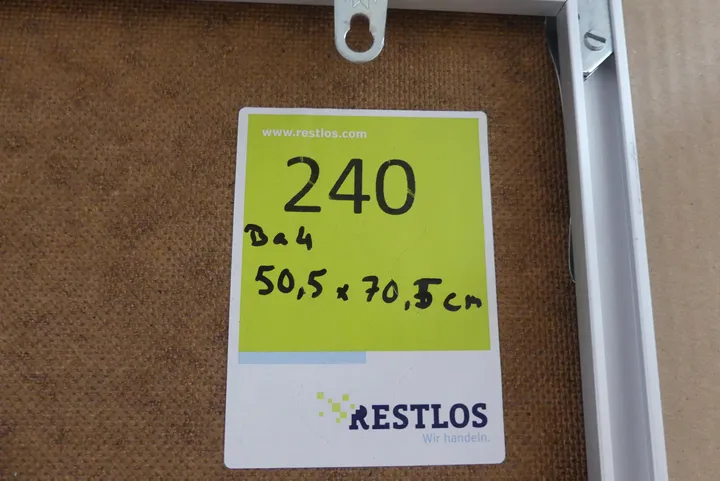 www.restlos.com
240
Ba4
50,5 x 70,5 cm
RESTLOS
Wir handeln.